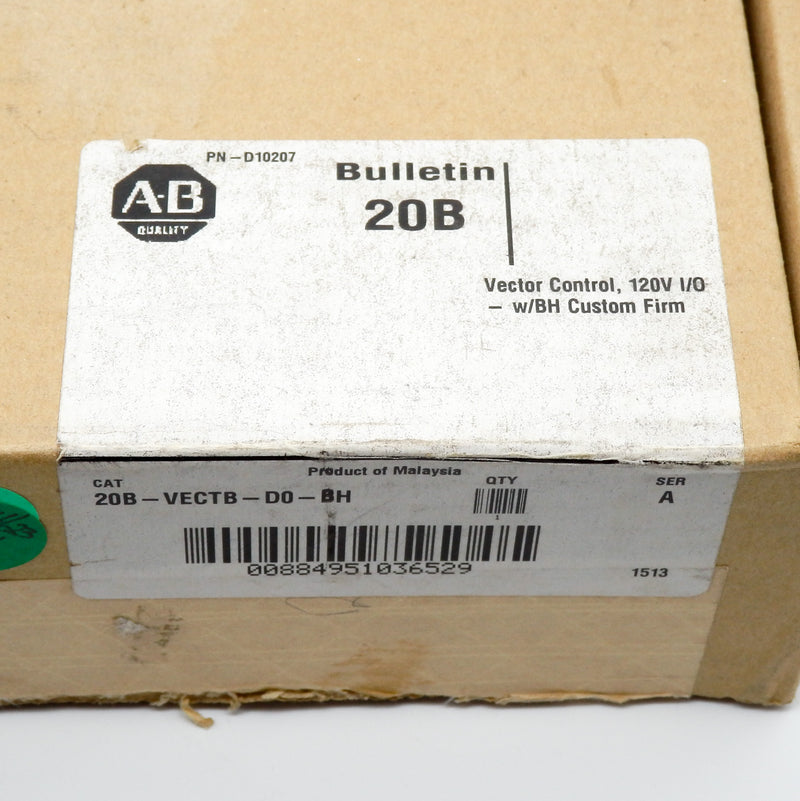 PN-D10207
A-B
QUALITY
Bulletin
20B
Vector Control, 120V I/O
- w/BH Custom Firm
Product of Malaysia
CAT
20B-VECTB-D0-BH
QTY
1
SER
A
00884951036529
1513